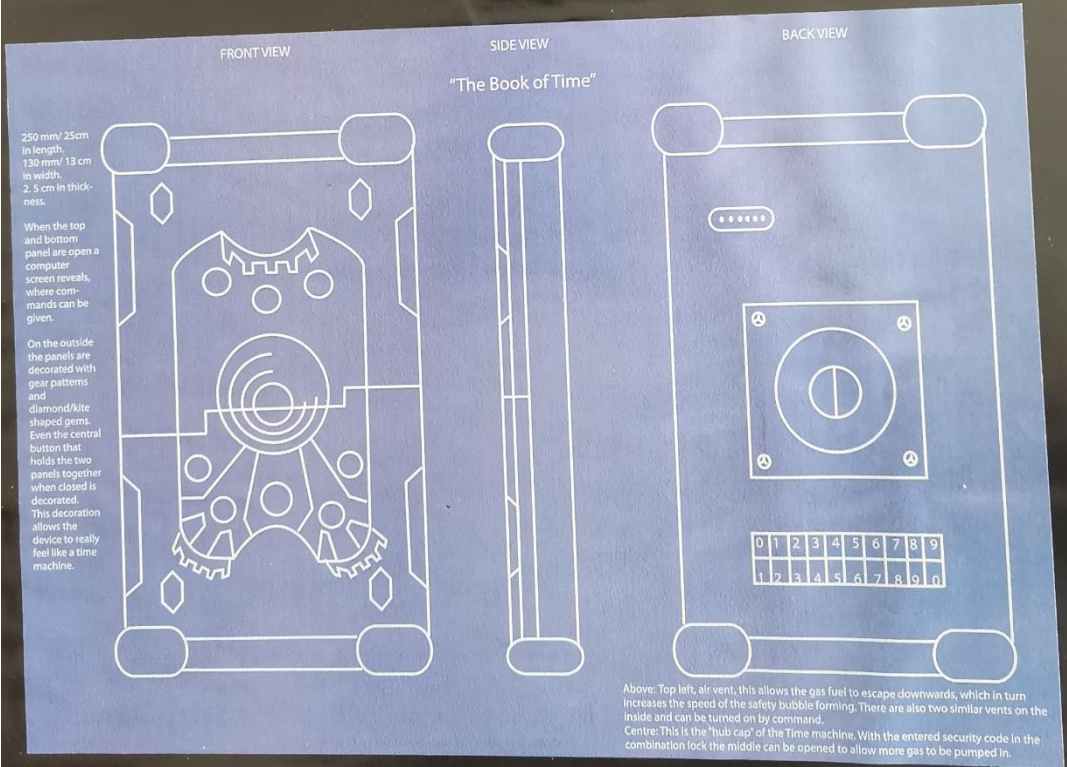 FRONT VIEW
SIDE VIEW
BACK VIEW
“The Book of Time”
250 mm/ 25cm
in length.
130 mm/ 13 cm
in width.
2. 5 cm in thick-
ness.
When the top
and bottom
panel are open a
computer
screen reveals,
where com-
mands can be
given.
On the outside
the panels are
decorated with
gear patterns
and
diamond/kite
shaped gems.
Even the central
button that
holds the two
panels together
when closed is
decorated.
This decoration
allows the
device to really
feel like a time
machine.
0 1 2 3 4 5 6 7 8 9
1 2 3 4 5 6 7 8 9 0
Above: Top left, air vent, this allows the gas fuel to escape downwards, which in turn
increases the speed of the safety bubble forming. There are also two similar vents on the
inside and can be turned on by command.
Centre: This is the "hub cap" of the Time machine. With the entered security code in the
combination lock the middle can be opened to allow more gas to be pumped in.